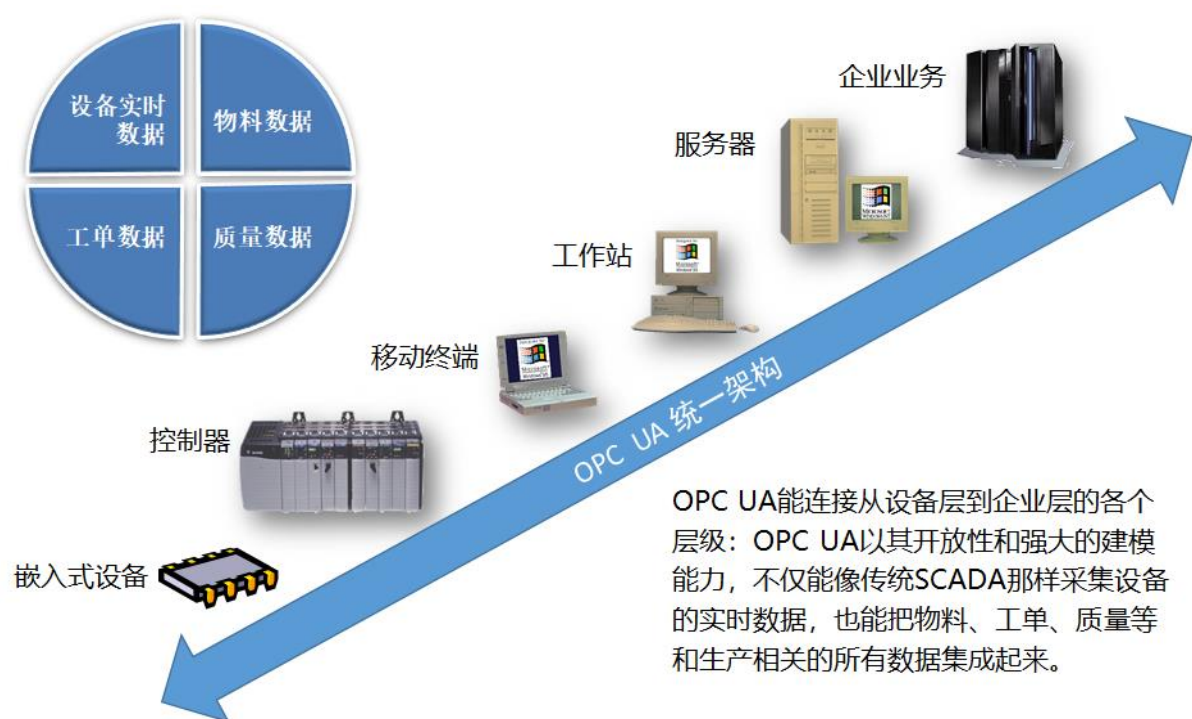 设备实时
数据
物料数据
工单数据
质量数据
企业业务
服务器
工作站
移动终端
控制器
嵌入式设备
OPC UA 统一架构
OPC UA能连接从设备层到企业层的各个
层级：OPC UA以其开放性和强大的建模
能力，不仅能像传统SCADA那样采集设备
的实时数据，也能把物料、工单、质量等
和生产相关的所有数据集成起来。